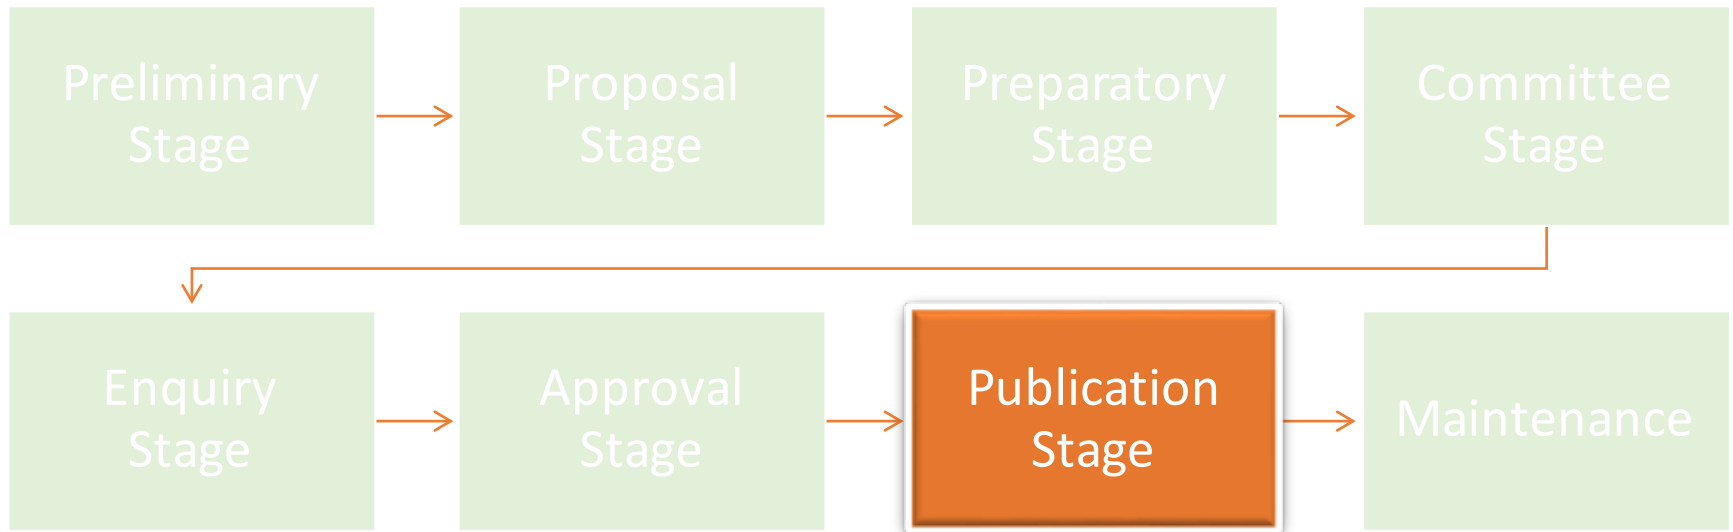 Preliminary
Stage
Proposal
Stage
Preparatory
Stage
Committee
Stage
Enquiry
Stage
Approval
Stage
Publication
Stage
Maintenance